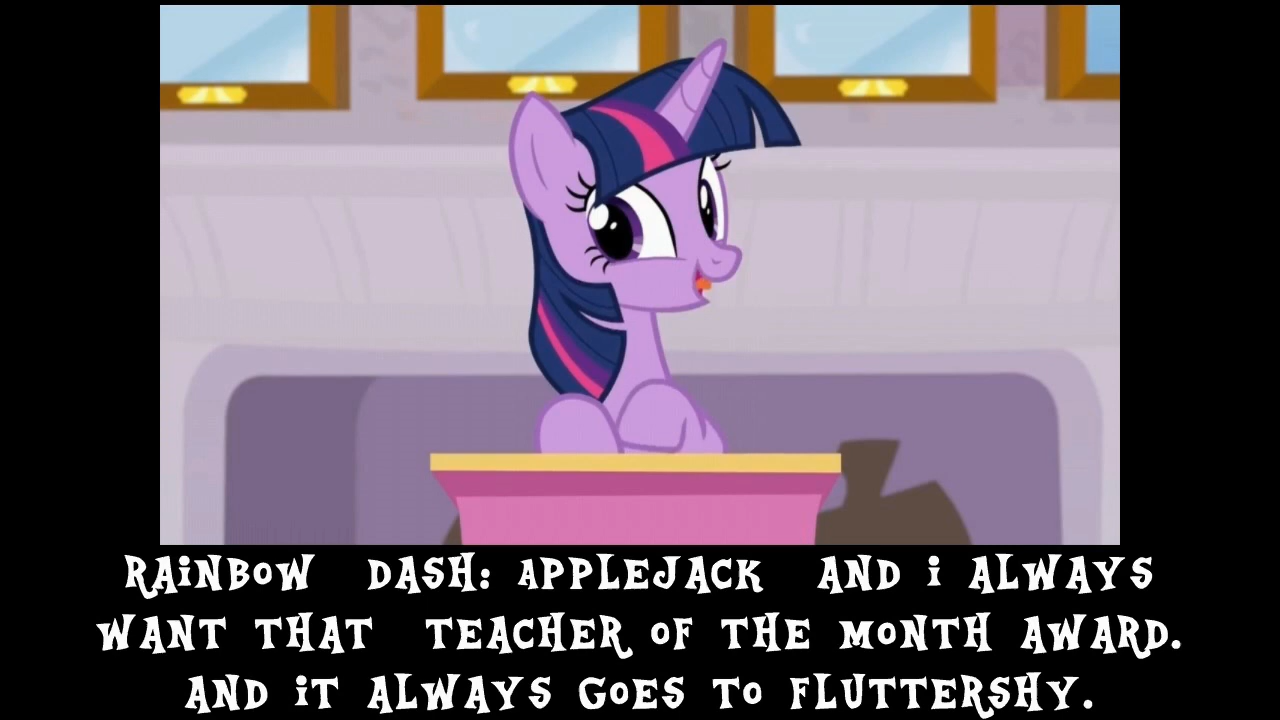 RAiNBOW DASH: APPLEJACK AND i ALWAYS
WANT THAT TEACHER OF THE MONTH AWARD.
AND iT ALWAYS GOES TO FLUTTERSHY.